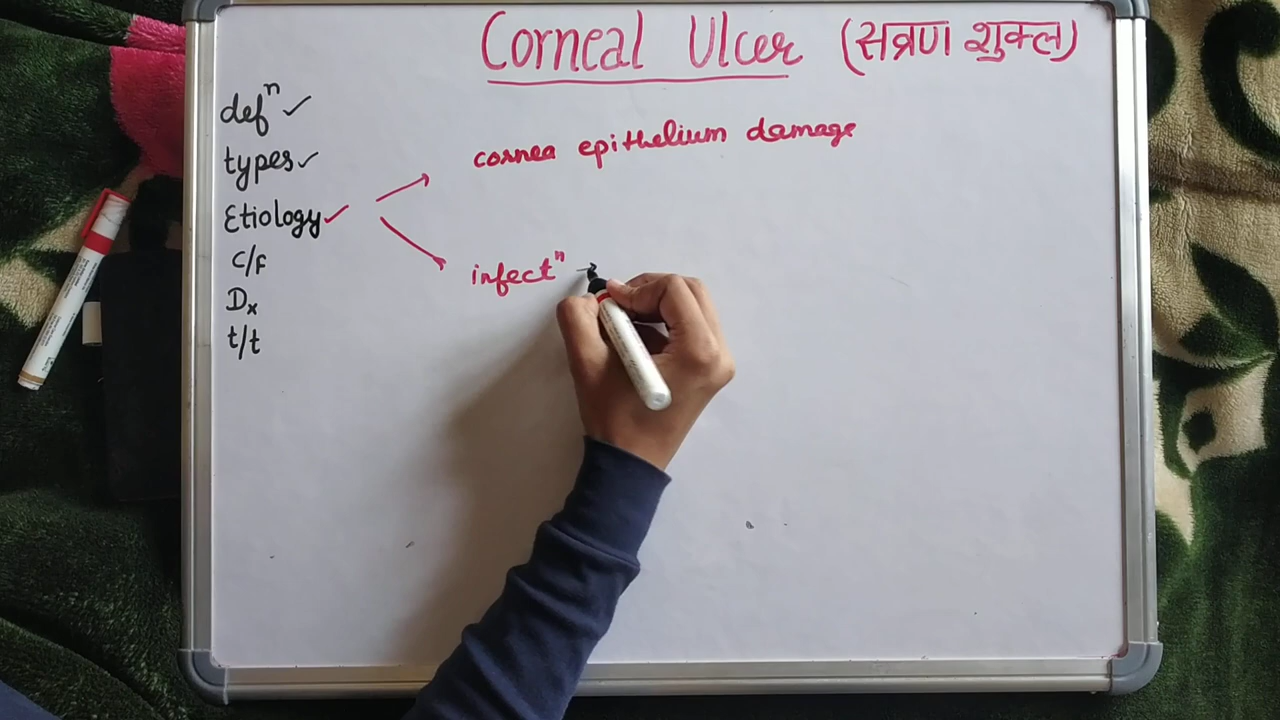 Corneal Ulcer (सव्रण शुक्ल)
defⁿ ✓
types ✓
Etiology ✓
c/f
Dx
t/t
cornea epithelium damage
infectⁿ →